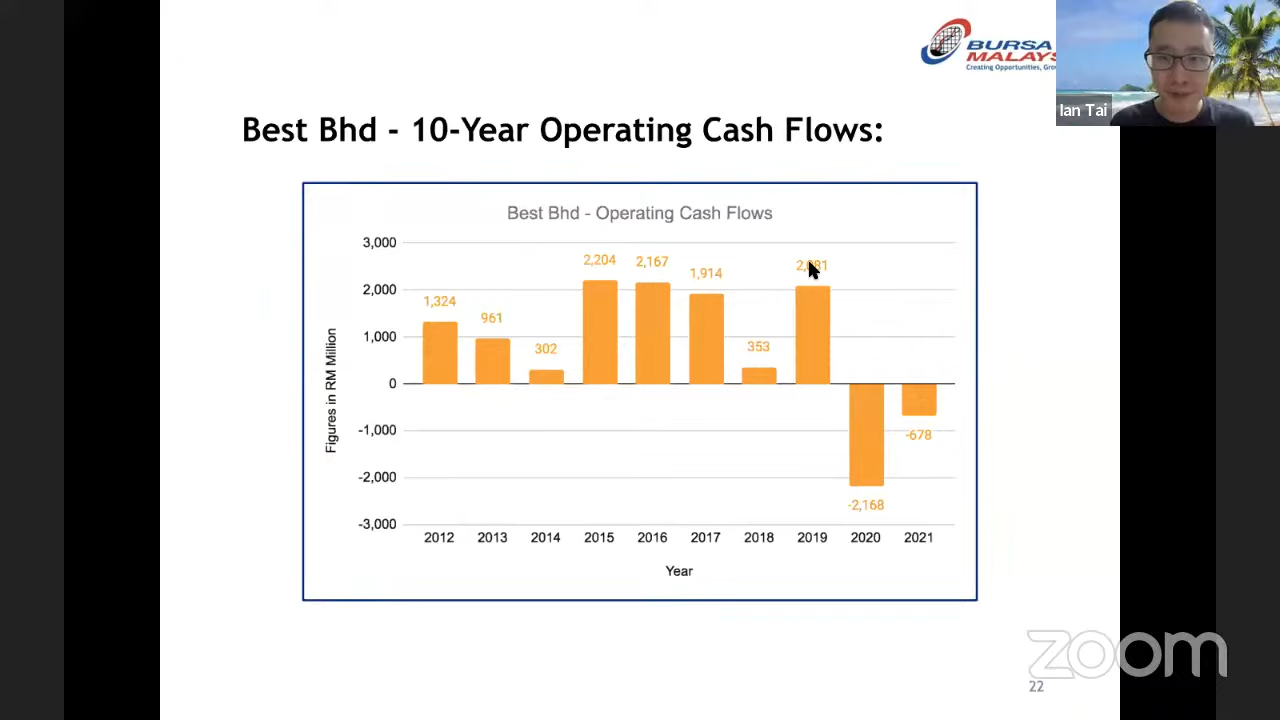 BURSA
MALAYS
Creating Opportunities, Grow
Ian Tai
Best Bhd - 10-Year Operating Cash Flows:
Best Bhd - Operating Cash Flows
3,000
2,000
1,000
0
-1,000
-2,000
-3,000
Figures in RM Million
1,324
961
302
2,204
2,167
1,914
353
-2,168
-678
2012 2013 2014 2015 2016 2017 2018 2019 2020 2021
Year
zoom
22